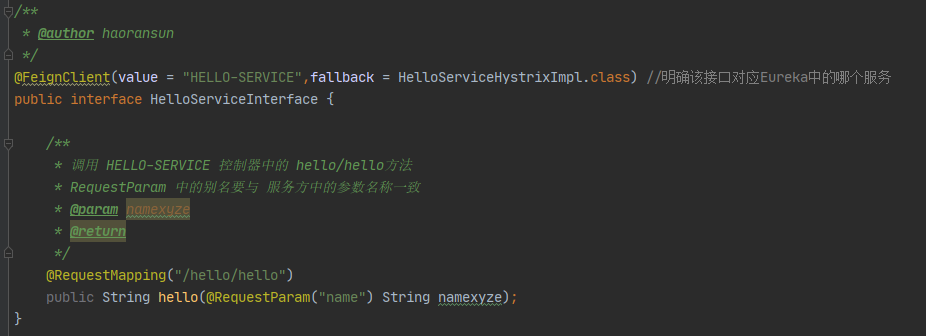 /**
 * @author haoransun
 */
@FeignClient(value = "HELLO-SERVICE",fallback = HelloServiceHystrixImpl.class) //明确该接口对应Eureka中的哪个服务
public interface HelloServiceInterface {
    /**
     * 调用 HELLO-SERVICE 控制器中的 hello/hello方法
     * RequestParam 中的别名要与 服务方中的参数名称一致
     * @param namexyze
     * @return
     */
    @RequestMapping("/hello/hello")
    public String hello(@RequestParam("name") String namexyze);
}